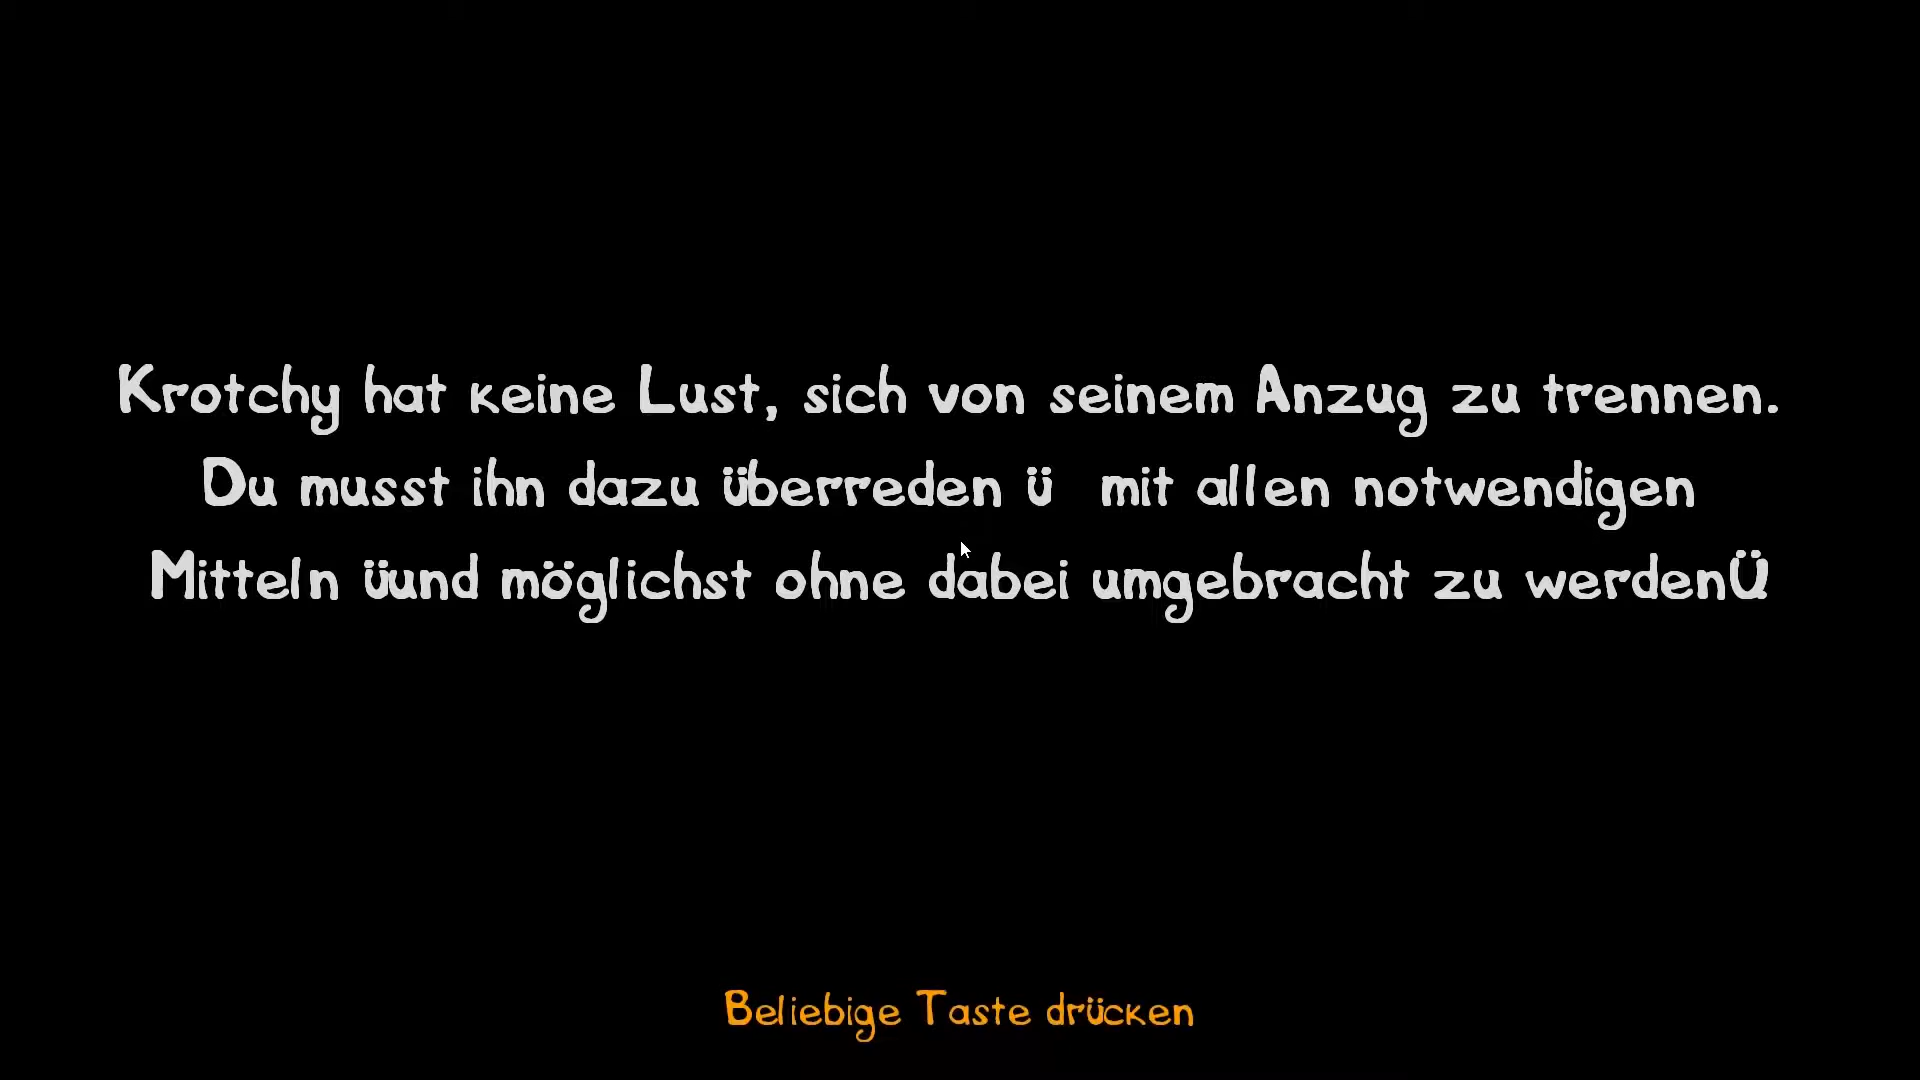 Krotchy hat keine Lust, sich von seinem Anzug zu trennen.
Du musst ihn dazu überreden ü  mit allen notwendigen
Mitteln üund möglichst ohne dabei umgebracht zu werdenÜ
Beliebige Taste drücken